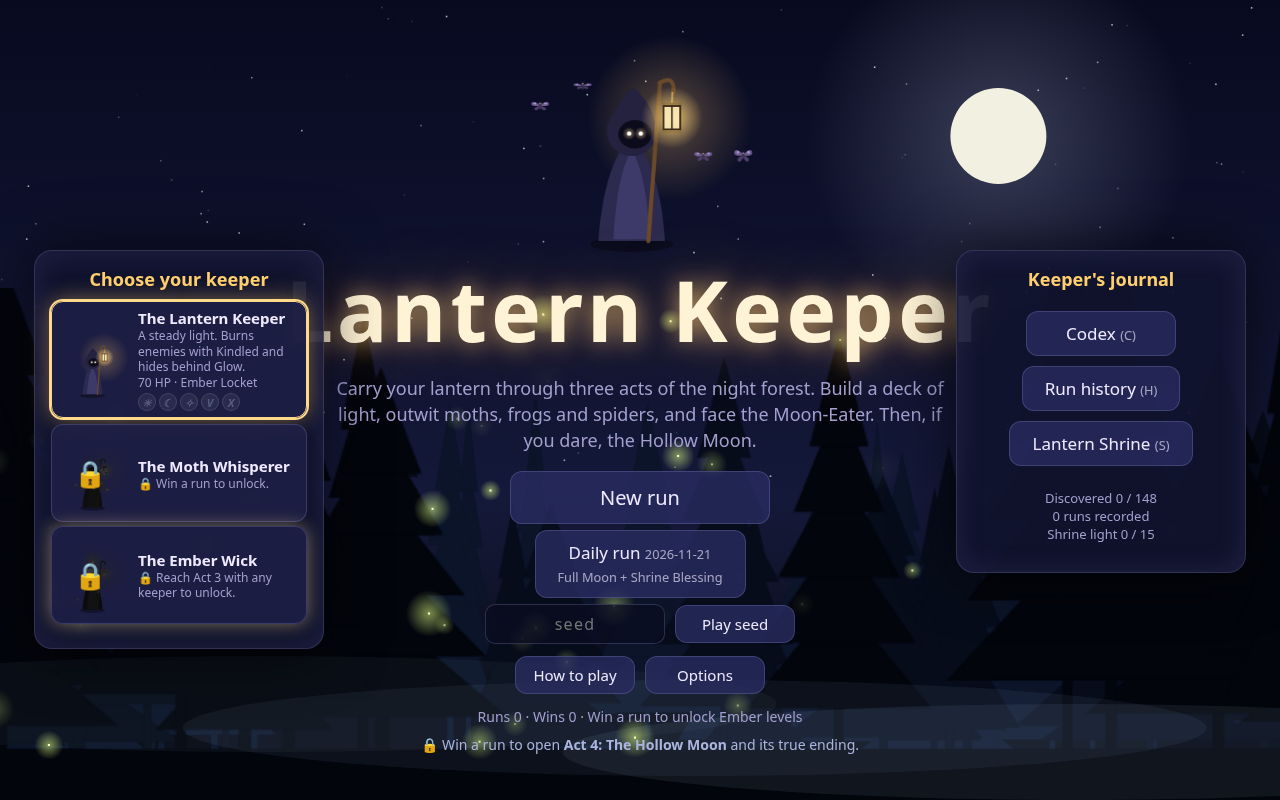 Choose your keeper
The Lantern Keeper
A steady light. Burns
enemies with Kindled and
hides behind Glow.
70 HP · Ember Locket
☀ ☾ ✧ V X
The Moth Whisperer
🔒 Win a run to unlock.
The Ember Wick
🔒 Reach Act 3 with any
keeper to unlock.
Lantern Keeper
Carry your lantern through three acts of the night forest. Build a deck of
light, outwit moths, frogs and spiders, and face the Moon-Eater. Then, if
you dare, the Hollow Moon.
New run
Daily run 2026-11-21
Full Moon + Shrine Blessing
seed
Play seed
How to play
Options
Runs 0 · Wins 0 · Win a run to unlock Ember levels
🔒 Win a run to open Act 4: The Hollow Moon and its true ending.
Keeper's journal
Codex (C)
Run history (H)
Lantern Shrine (S)
Discovered 0 / 148
0 runs recorded
Shrine light 0 / 15